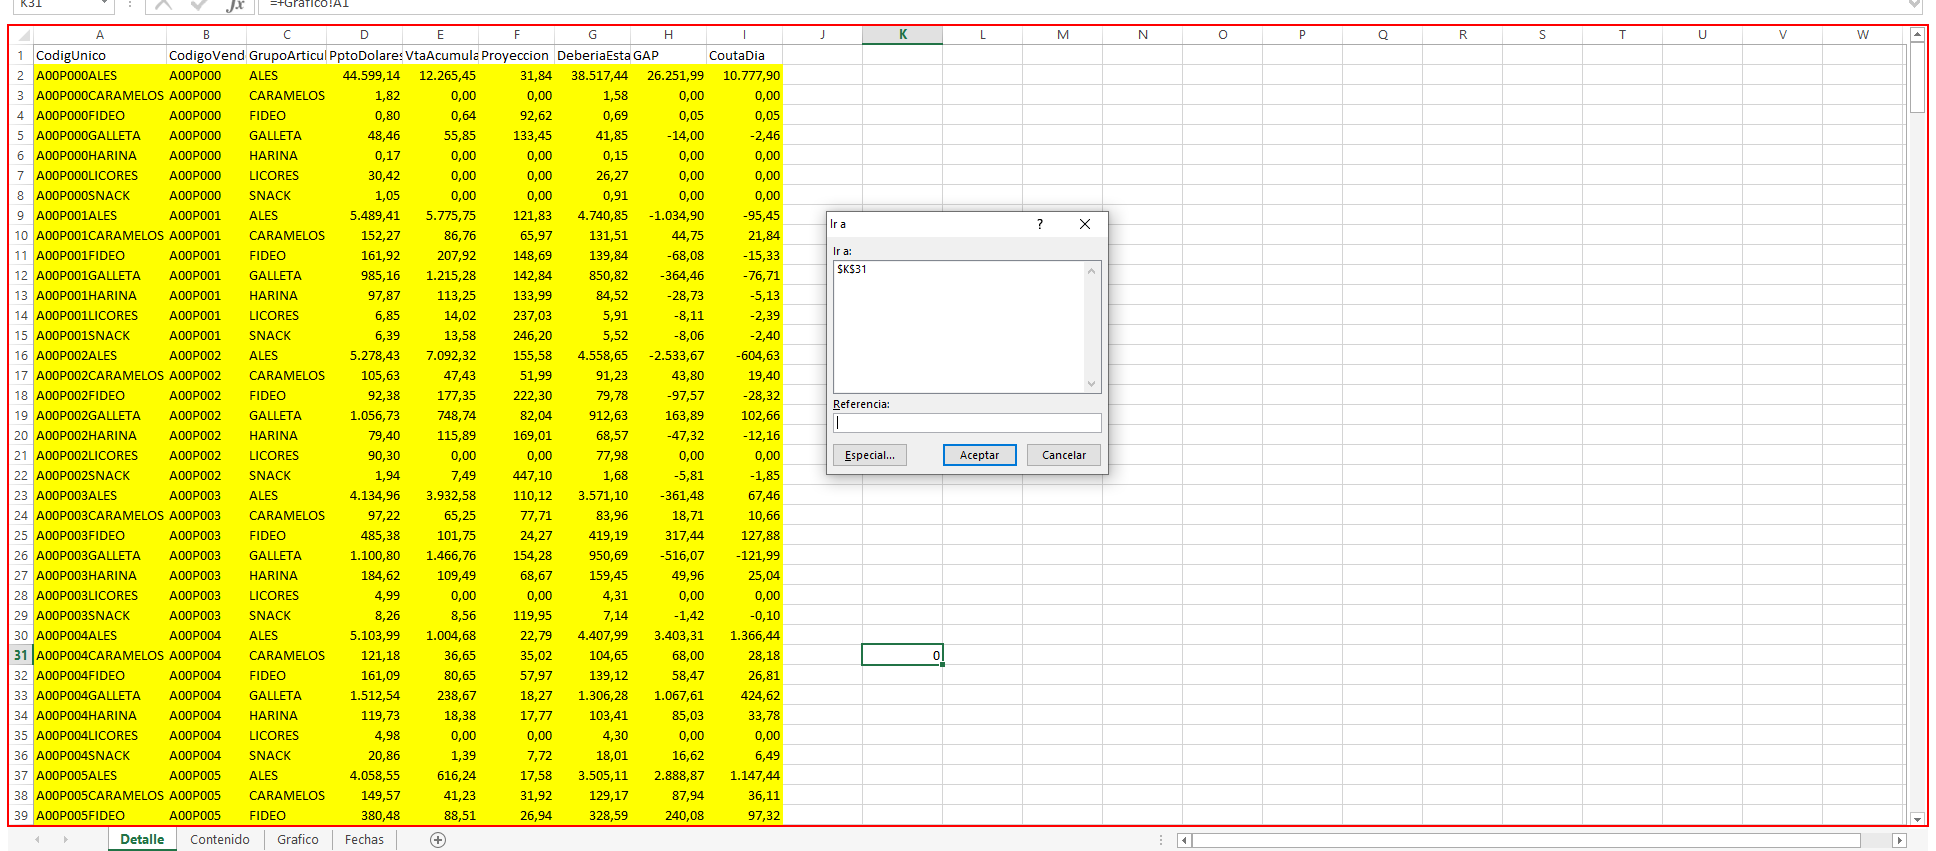 K31 fx =+Grafico!A1
A B C D E F G H I J K L M N O P Q R S T U V W
1 CodigUnico CodigoVend GrupoArticul PptoDolares VtaAcumula Proyeccion DeberiaEsta GAP CoutaDia
2 A00P000ALES A00P000 ALES 44.599,14 12.265,45 31,84 38.517,44 26.251,99 10.777,90
3 A00P000CARAMELOS A00P000 CARAMELOS 1,82 0,00 0,00 1,58 0,00 0,00
4 A00P000FIDEO A00P000 FIDEO 0,80 0,64 92,62 0,69 0,05 0,05
5 A00P000GALLETA A00P000 GALLETA 48,46 55,85 133,45 41,85 -14,00 -2,46
6 A00P000HARINA A00P000 HARINA 0,17 0,00 0,00 0,15 0,00 0,00
7 A00P000LICORES A00P000 LICORES 30,42 0,00 0,00 26,27 0,00 0,00
8 A00P000SNACK A00P000 SNACK 1,05 0,00 0,00 0,91 0,00 0,00
9 A00P001ALES A00P001 ALES 5.489,41 5.775,75 121,83 4.740,85 -1.034,90 -95,45
10 A00P001CARAMELOS A00P001 CARAMELOS 152,27 86,76 65,97 131,51 44,75 21,84
11 A00P001FIDEO A00P001 FIDEO 161,92 207,92 148,69 139,84 -68,08 -15,33
12 A00P001GALLETA A00P001 GALLETA 985,16 1.215,28 142,84 850,82 -364,46 -76,71
13 A00P001HARINA A00P001 HARINA 97,87 113,25 133,99 84,52 -28,73 -5,13
14 A00P001LICORES A00P001 LICORES 6,85 14,02 237,03 5,91 -8,11 -2,39
15 A00P001SNACK A00P001 SNACK 6,39 13,58 246,20 5,52 -8,06 -2,40
16 A00P002ALES A00P002 ALES 5.278,43 7.092,32 155,58 4.558,65 -2.533,67 -604,63
17 A00P002CARAMELOS A00P002 CARAMELOS 105,63 47,43 51,99 91,23 43,80 19,40
18 A00P002FIDEO A00P002 FIDEO 92,38 177,35 222,30 79,78 -97,57 -28,32
19 A00P002GALLETA A00P002 GALLETA 1.056,73 748,74 82,04 912,63 163,89 102,66
20 A00P002HARINA A00P002 HARINA 79,40 115,89 169,01 68,57 -47,32 -12,16
21 A00P002LICORES A00P002 LICORES 90,30 0,00 0,00 77,98 0,00 0,00
22 A00P002SNACK A00P002 SNACK 1,94 7,49 447,10 1,68 -5,81 -1,85
23 A00P003ALES A00P003 ALES 4.134,96 3.932,58 110,12 3.571,10 -361,48 67,46
24 A00P003CARAMELOS A00P003 CARAMELOS 97,22 65,25 77,71 83,96 18,71 10,66
25 A00P003FIDEO A00P003 FIDEO 485,38 101,75 24,27 419,19 317,44 127,88
26 A00P003GALLETA A00P003 GALLETA 1.100,80 1.466,76 154,28 950,69 -516,07 -121,99
27 A00P003HARINA A00P003 HARINA 184,62 109,49 68,67 159,45 49,96 25,04
28 A00P003LICORES A00P003 LICORES 4,99 0,00 0,00 4,31 0,00 0,00
29 A00P003SNACK A00P003 SNACK 8,26 8,56 119,95 7,14 -1,42 -0,10
30 A00P004ALES A00P004 ALES 5.103,99 1.004,68 22,79 4.407,99 3.403,31 1.366,44
31 A00P004CARAMELOS A00P004 CARAMELOS 121,18 36,65 35,02 104,65 68,00 28,18 0
32 A00P004FIDEO A00P004 FIDEO 161,09 80,65 57,97 139,12 58,47 26,81
33 A00P004GALLETA A00P004 GALLETA 1.512,54 238,67 18,27 1.306,28 1.067,61 424,62
34 A00P004HARINA A00P004 HARINA 119,73 18,38 17,77 103,41 85,03 33,78
35 A00P004LICORES A00P004 LICORES 4,98 0,00 0,00 4,30 0,00 0,00
36 A00P004SNACK A00P004 SNACK 20,86 1,39 7,72 18,01 16,62 6,49
37 A00P005ALES A00P005 ALES 4.058,55 616,24 17,58 3.505,11 2.888,87 1.147,44
38 A00P005CARAMELOS A00P005 CARAMELOS 149,57 41,23 31,92 129,17 87,94 36,11
39 A00P005FIDEO A00P005 FIDEO 380,48 88,51 26,94 328,59 240,08 97,32
Ir a ?
Ir a:
$K$31
Referencia:
Especial... Aceptar Cancelar
Detalle Contenido Grafico Fechas